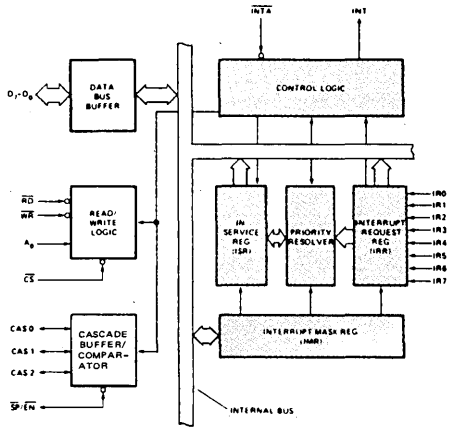 INTA
INT
D7-D0
DATA
BUS
BUFFER
CONTROL LOGIC
RD
WR
A0
CS
READ/
WRITE
LOGIC
IN
SERVICE
REG
(ISR)
PRIORITY
RESOLVER
INTERRUPT
REQUEST
REG
(IRR)
IR0
IR1
IR2
IR3
IR4
IR5
IR6
IR7
CAS 0
CAS 1
CAS 2
SP/EN
CASCADE
BUFFER/
COMPAR-
ATOR
INTERRUPT MASK REG
(IMR)
INTERNAL BUS